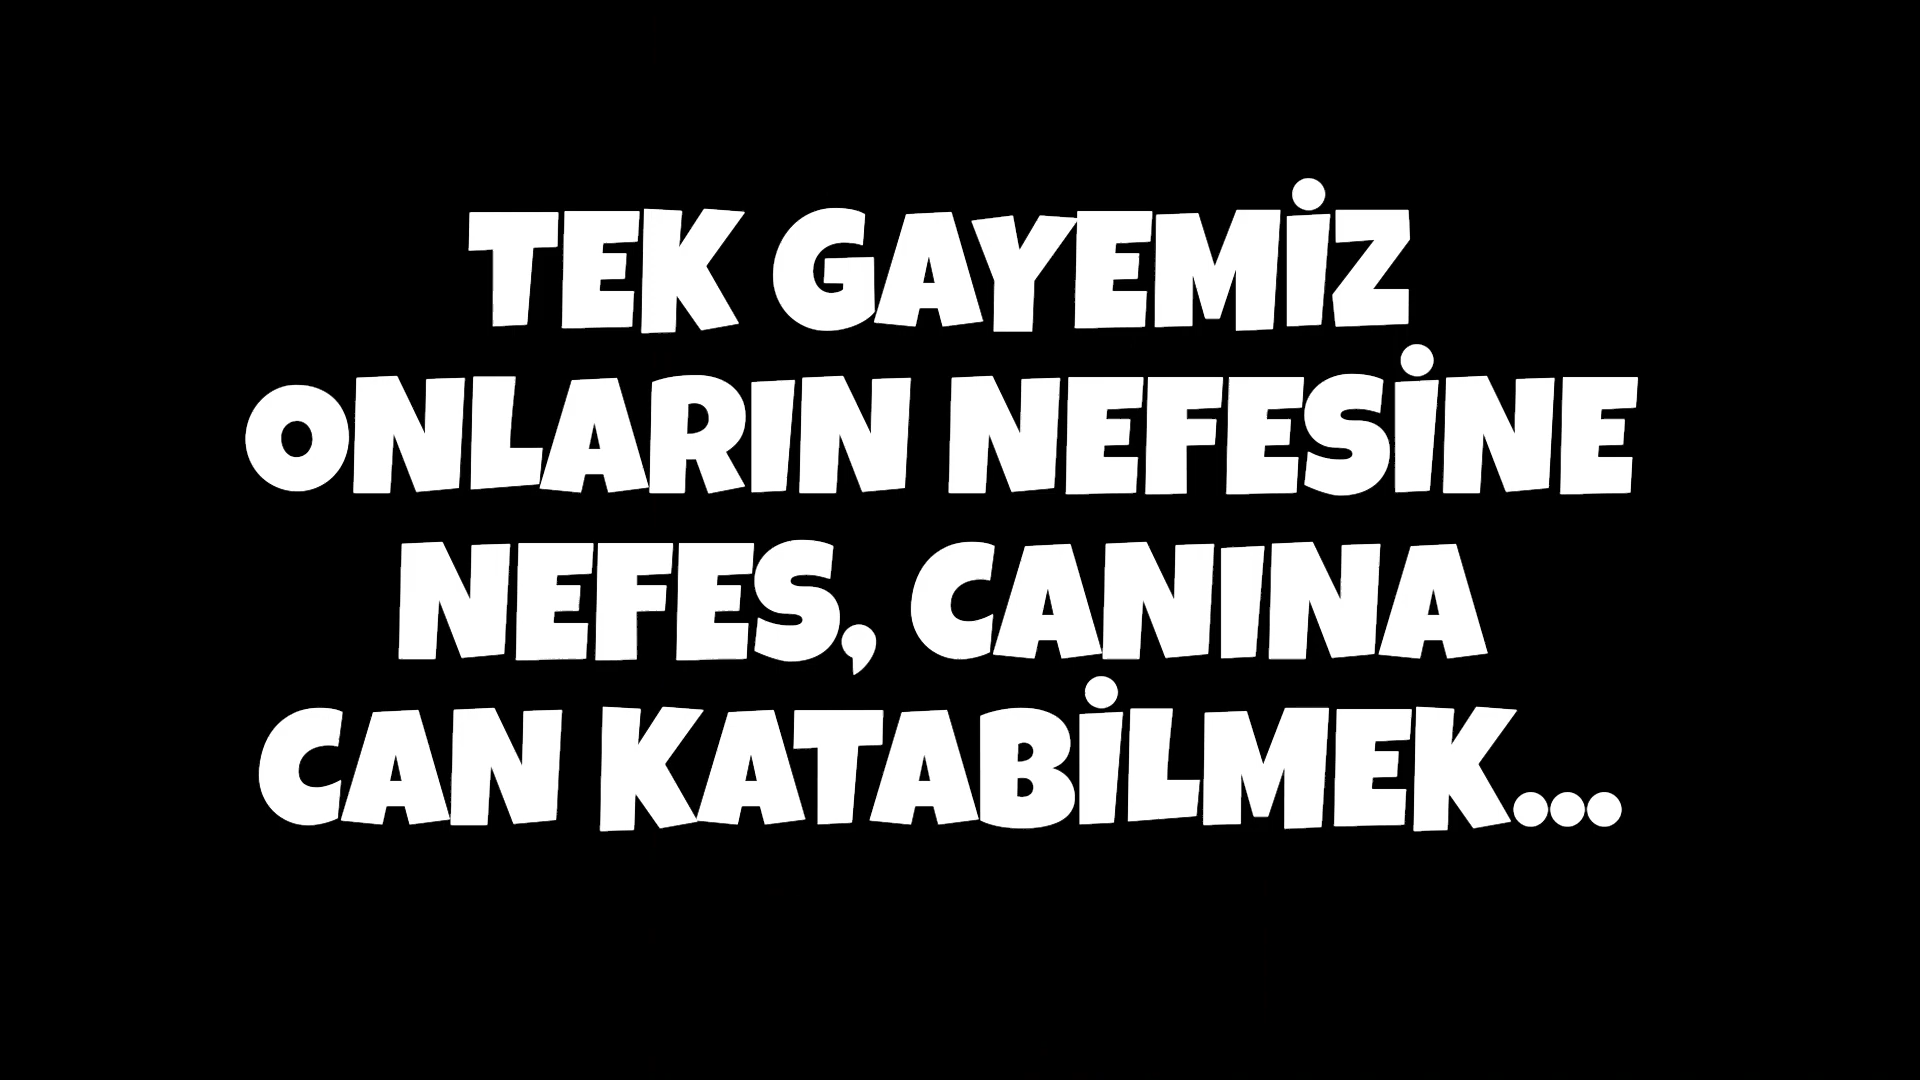 TEK GAYEMİZ
ONLARIN NEFESİNE
NEFES, CANINA
CAN KATABİLMEK...